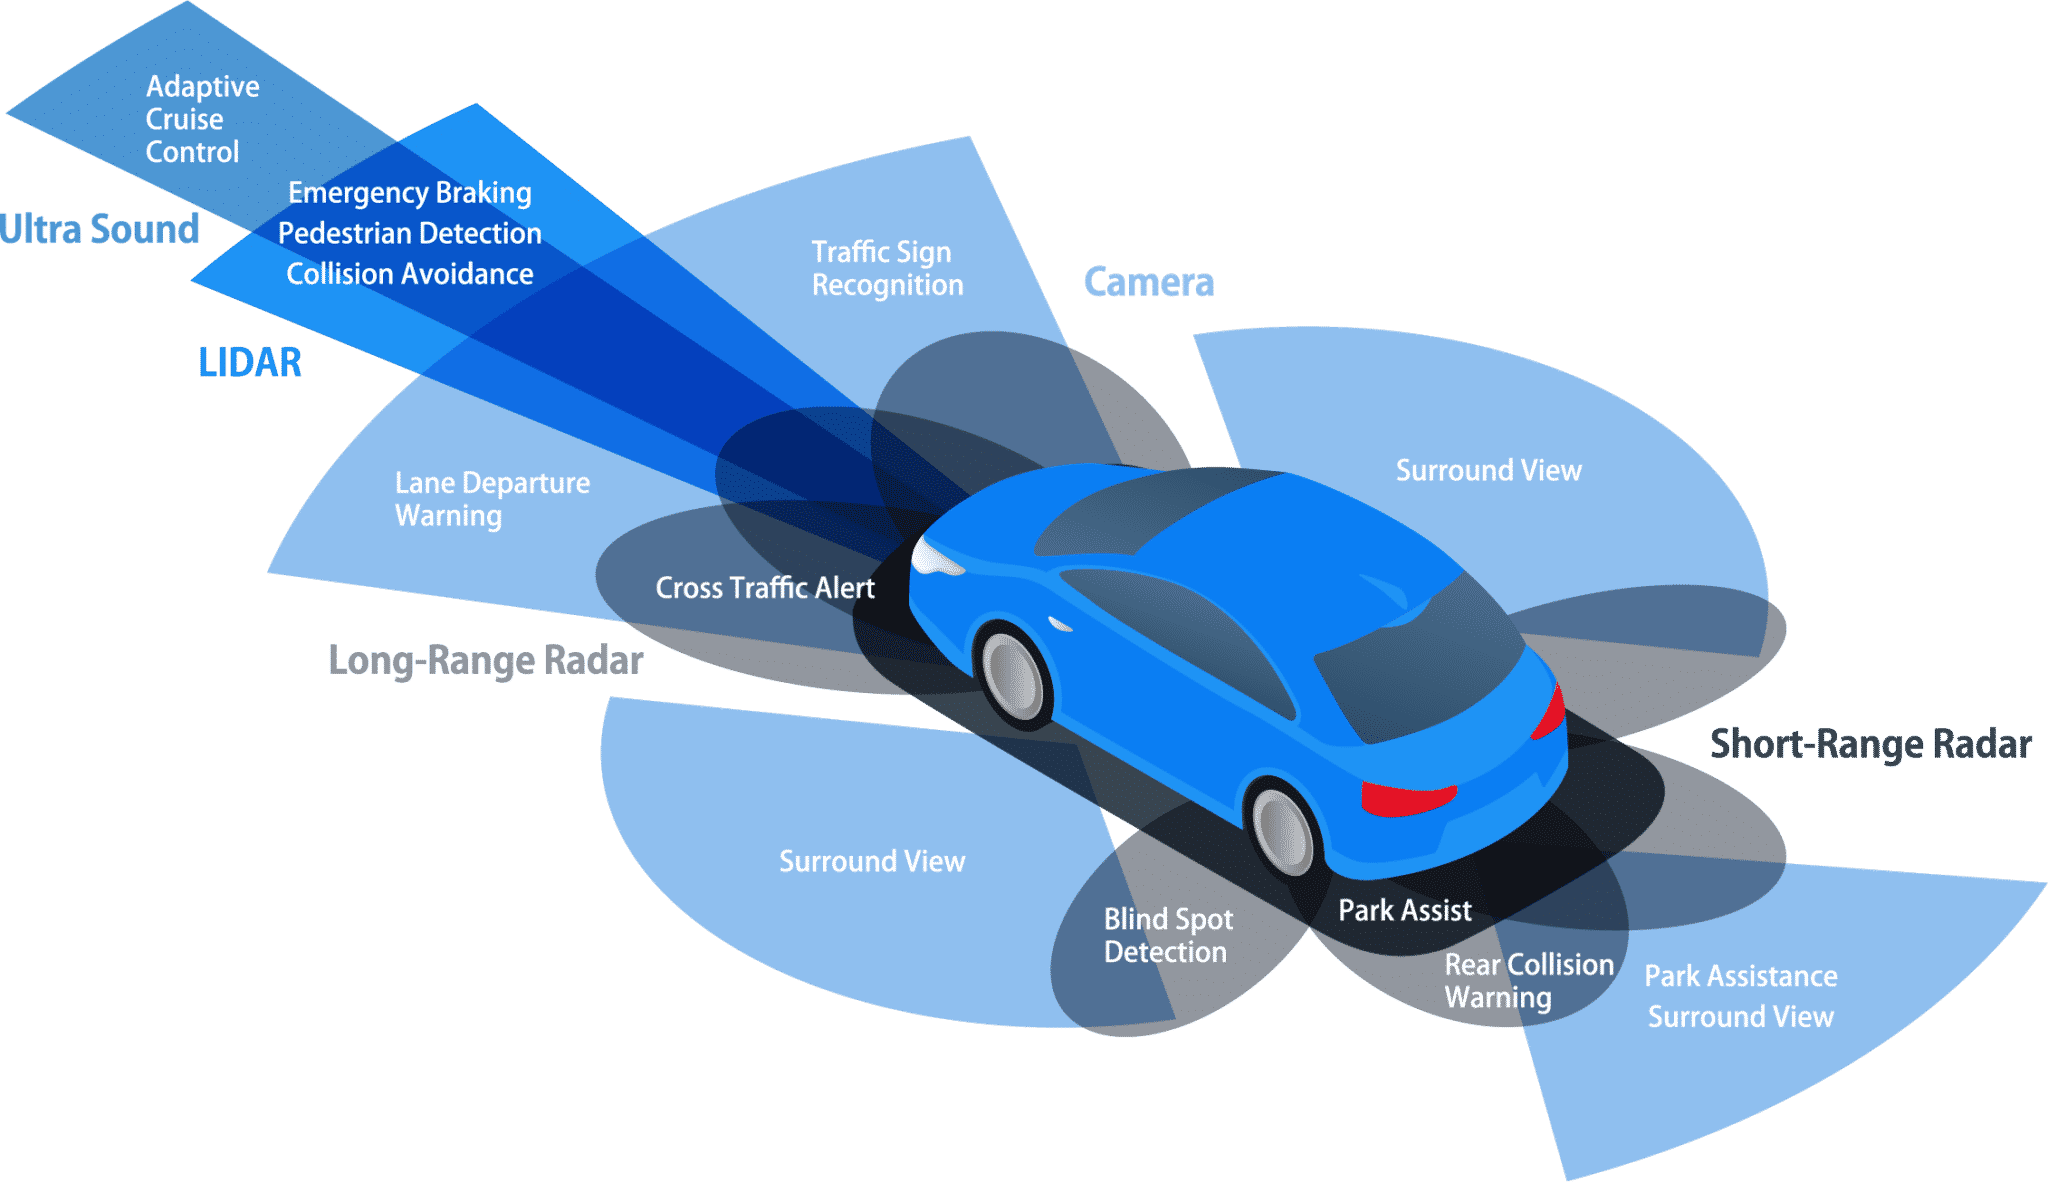 Adaptive
Cruise
Control
Ultra Sound
Emergency Braking
Pedestrian Detection
Collision Avoidance
LIDAR
Traffic Sign
Recognition
Camera
Surround View
Lane Departure
Warning
Cross Traffic Alert
Long-Range Radar
Short-Range Radar
Surround View
Blind Spot
Detection
Park Assist
Rear Collision
Warning
Park Assistance
Surround View